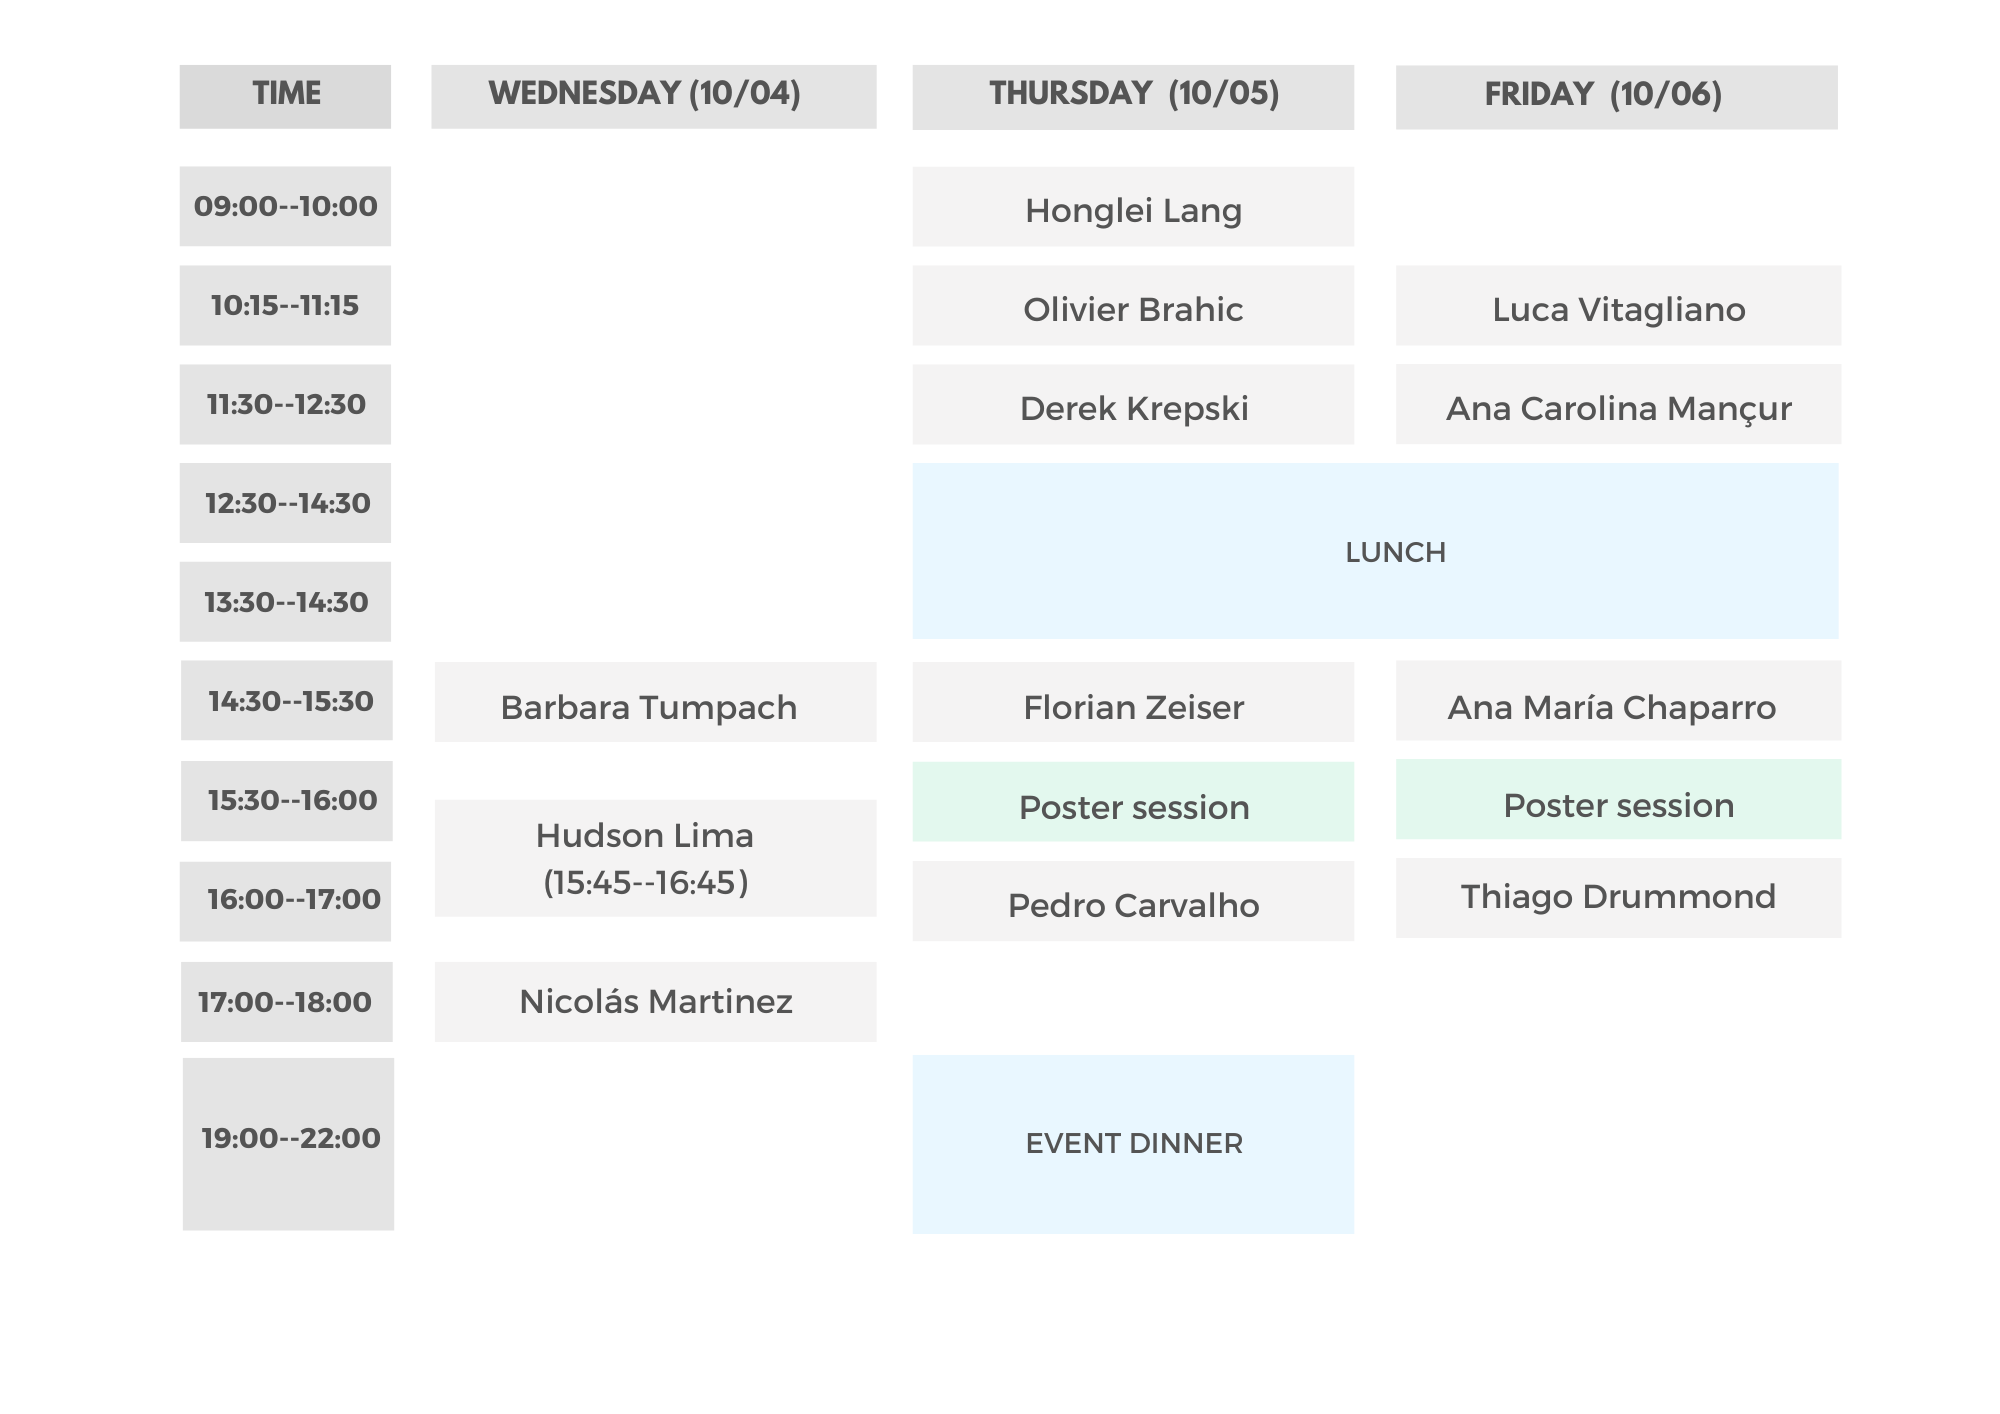 TIME
WEDNESDAY (10/04)
THURSDAY (10/05)
FRIDAY (10/06)
09:00--10:00
Honglei Lang
10:15--11:15
Olivier Brahic
Luca Vitagliano
11:30--12:30
Derek Krepski
Ana Carolina Mançur
12:30--14:30
LUNCH
13:30--14:30
14:30--15:30
Barbara Tumpach
Florian Zeiser
Ana María Chaparro
15:30--16:00
Hudson Lima
(15:45--16:45)
Poster session
Poster session
16:00--17:00
Pedro Carvalho
Thiago Drummond
17:00--18:00
Nicolás Martinez
19:00--22:00
EVENT DINNER